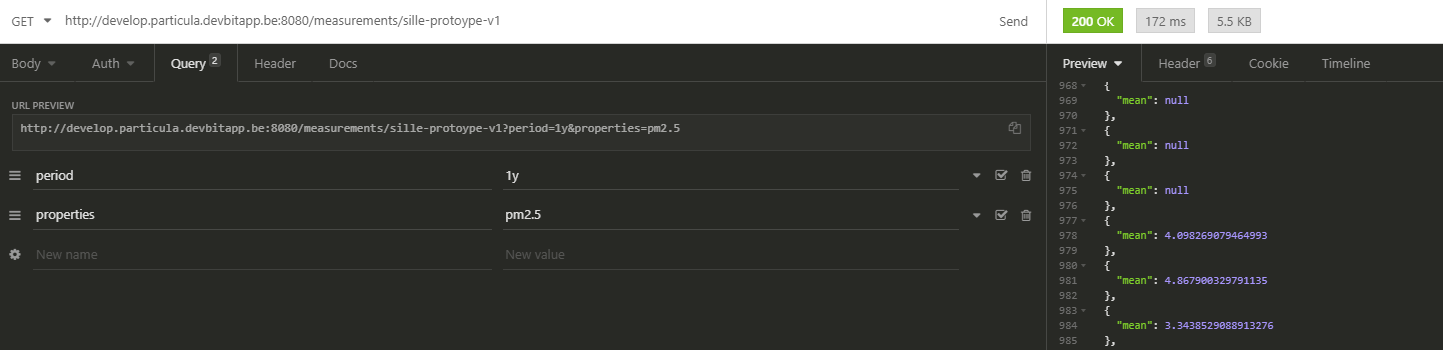 GET http://develop.particula.devbitapp.be:8080/measurements/sille-protoype-v1 Send
Body Auth Query 2 Header Docs
URL PREVIEW
http://develop.particula.devbitapp.be:8080/measurements/sille-protoype-v1?period=1y&properties=pm2.5
period 1y
properties pm2.5
New name New value
200 OK 172 ms 5.5 KB
Preview Header 6 Cookie Timeline
968 {
969 "mean": null
970 },
971 {
972 "mean": null
973 },
974 {
975 "mean": null
976 },
977 {
978 "mean": 4.098269079464993
979 },
980 {
981 "mean": 4.867900329791135
982 },
983 {
984 "mean": 3.3438529088913276
985 },